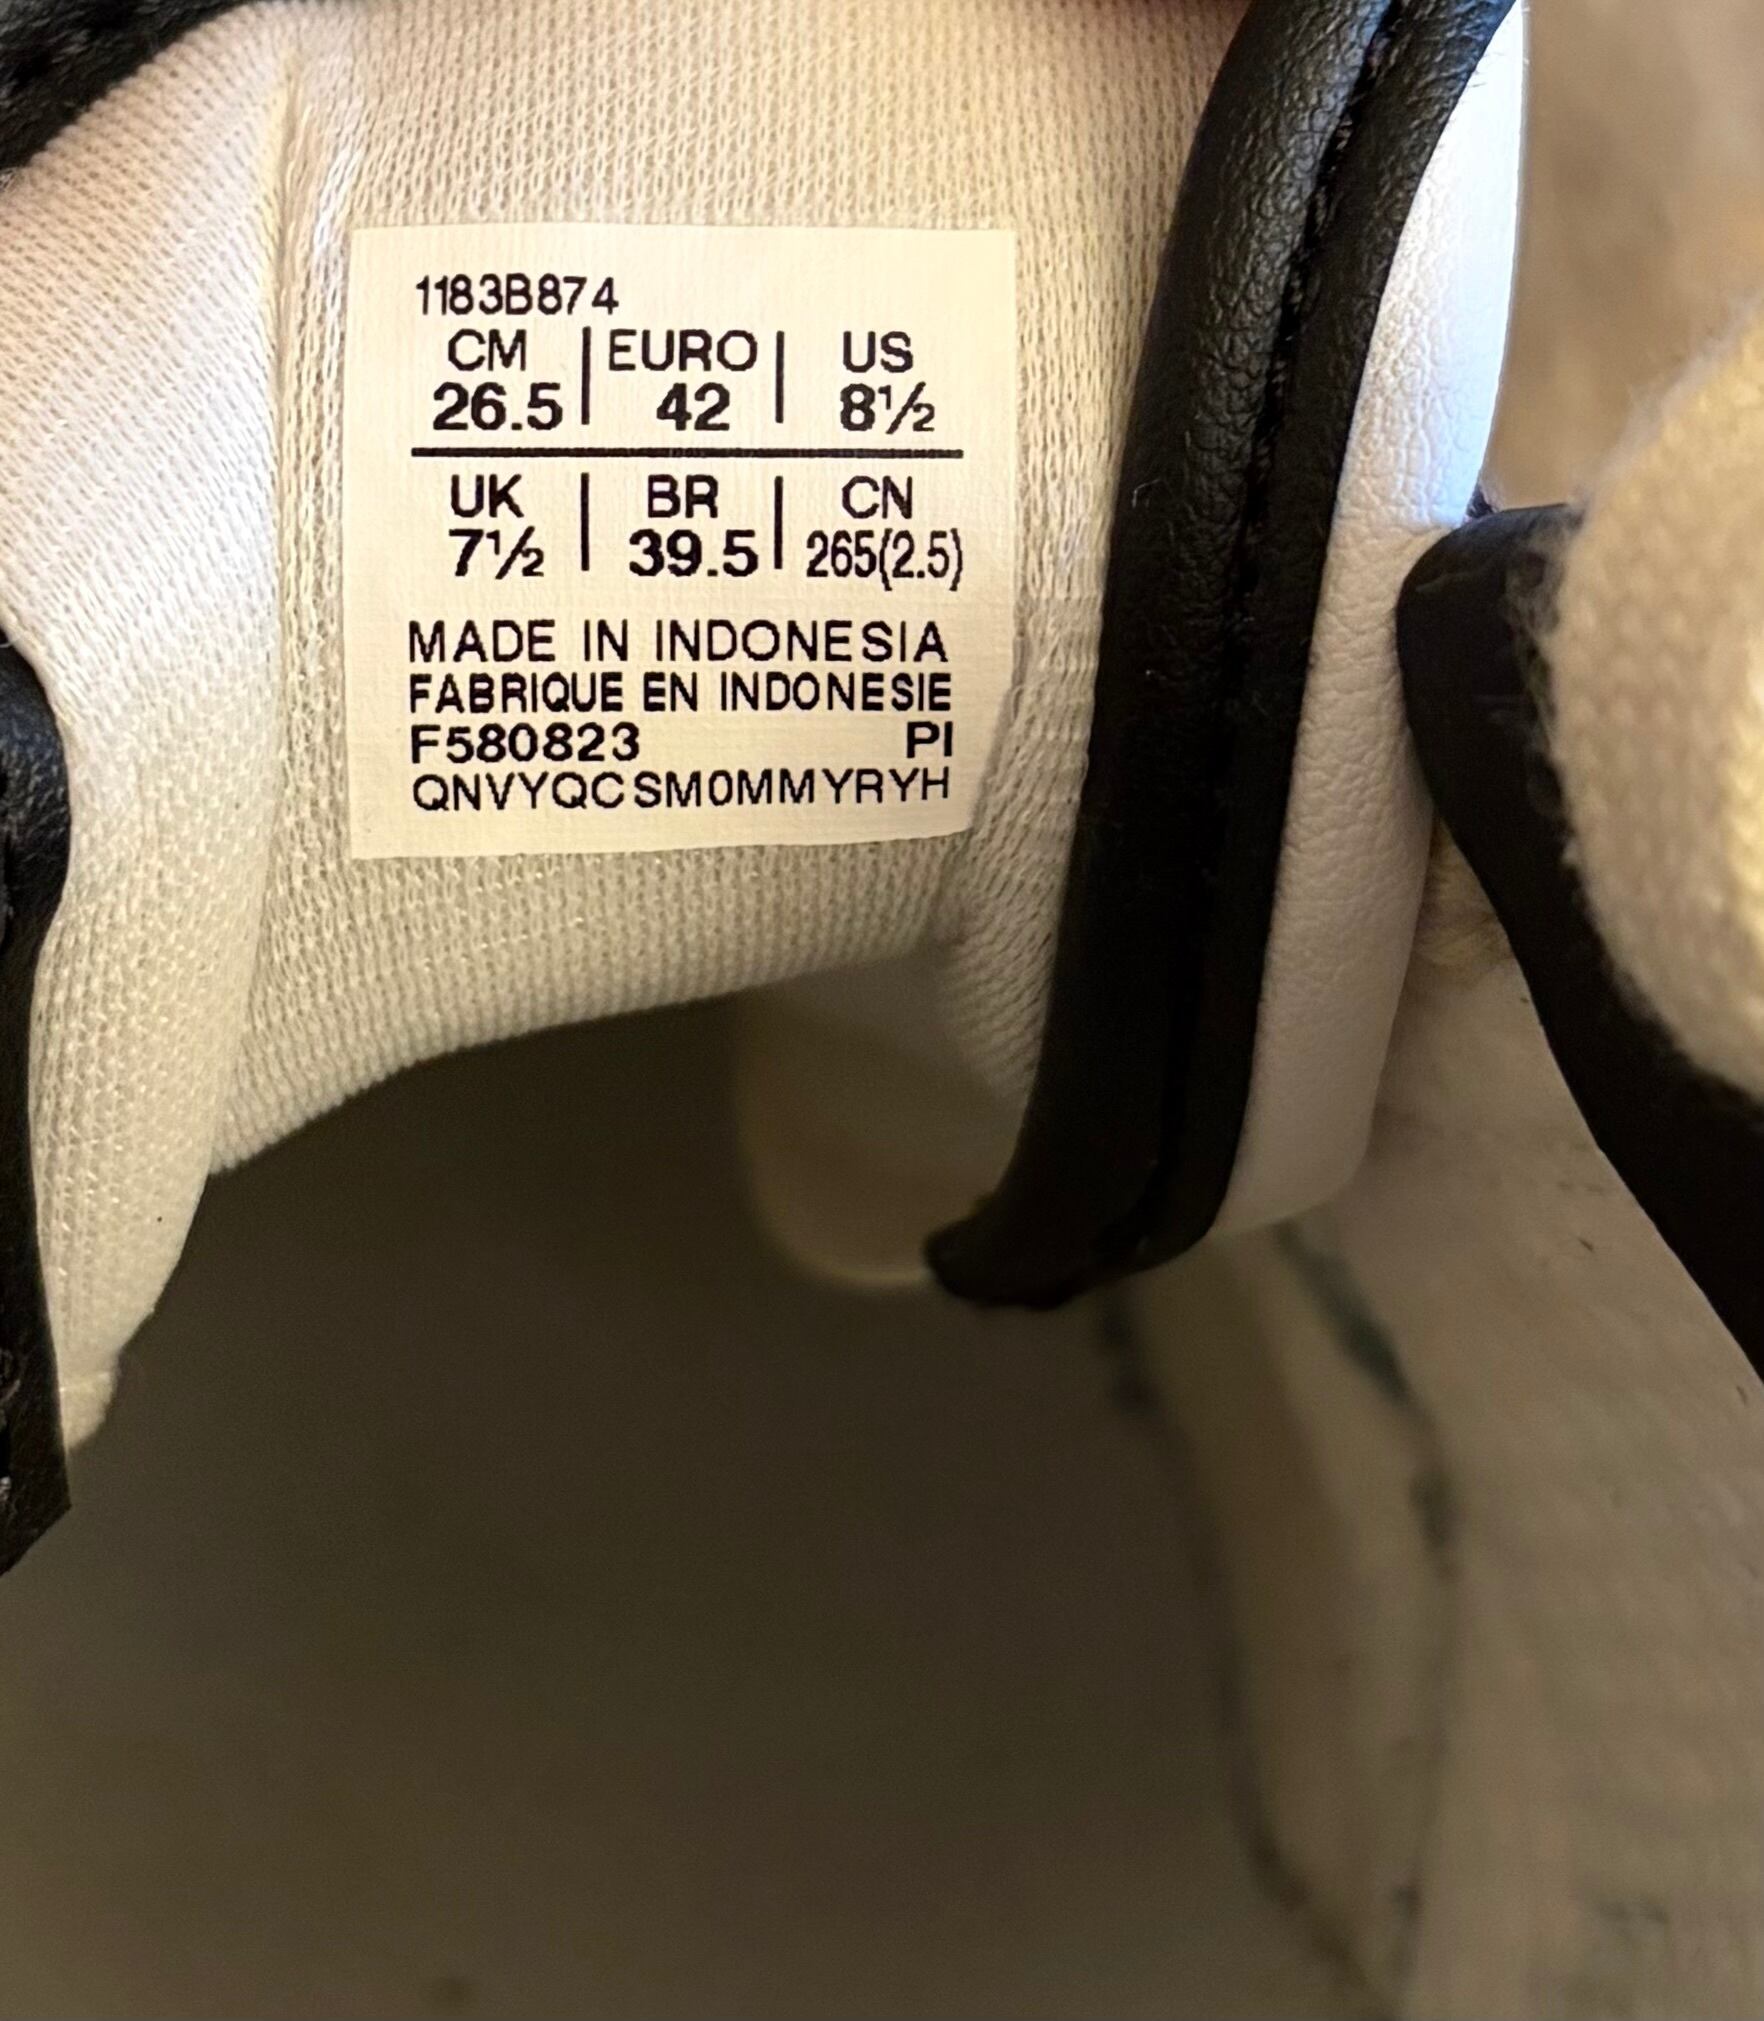 1183B874
CM | EURO | US
26.5 | 42 | 8½
UK | BR | CN
7½ | 39.5 | 265(2.5)
MADE IN INDONESIA
FABRIQUE EN INDONESIE
F580823 PI
QNVYQCSM0MMYRYH